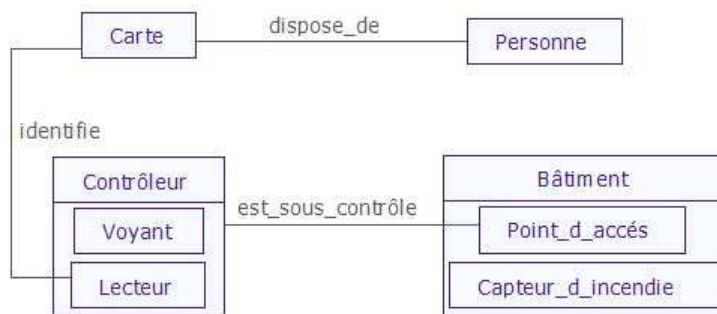 Carte
dispose_de
Personne
identifie
Contrôleur
Bâtiment
Voyant
est_sous_contrôle
Point_d_accés
Lecteur
Capteur_d_incendie